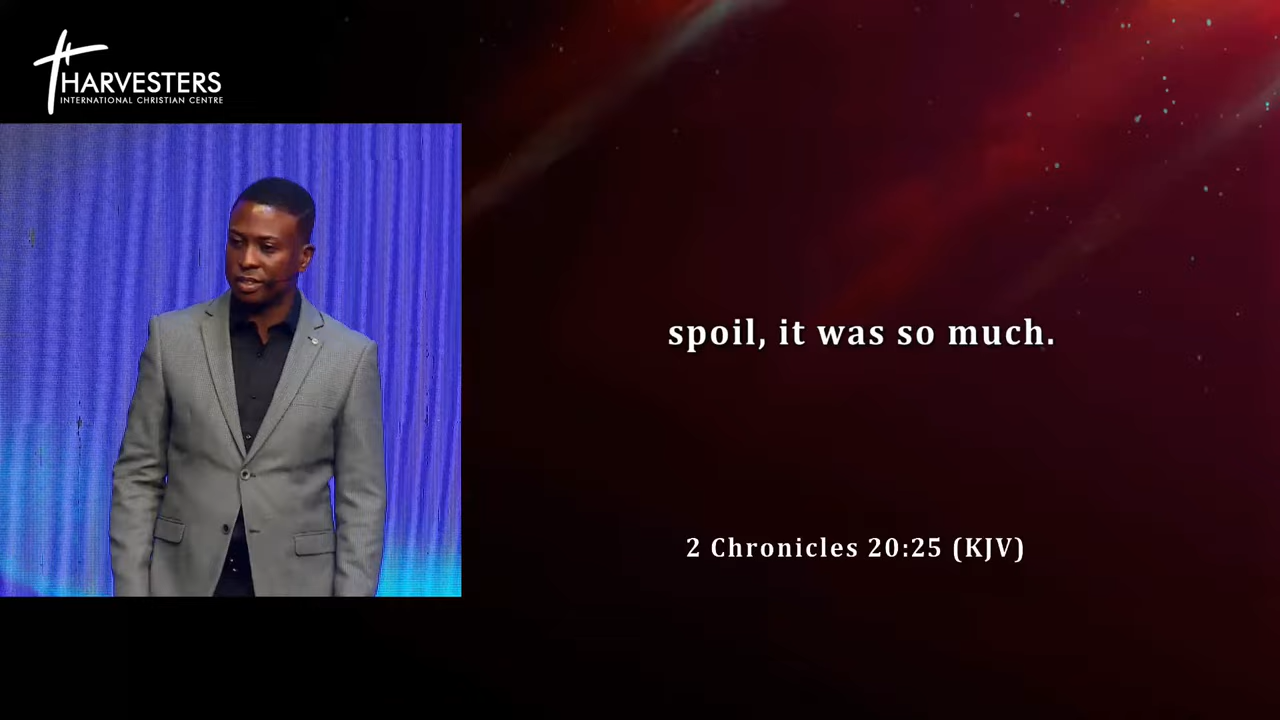 HARVESTERS
INTERNATIONAL CHRISTIAN CENTRE
spoil, it was so much.
2 Chronicles 20:25 (KJV)